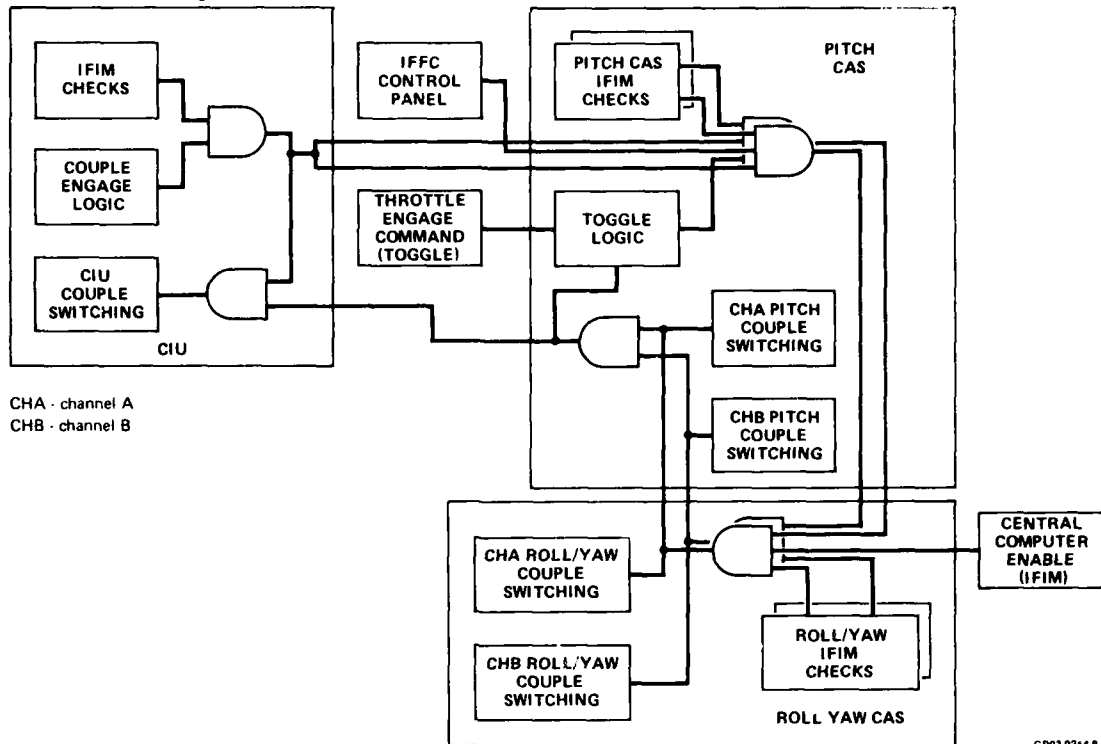 IFIM
CHECKS
COUPLE
ENGAGE
LOGIC
CIU
COUPLE
SWITCHING
CIU
IFFC
CONTROL
PANEL
THROTTLE
ENGAGE
COMMAND
(TOGGLE)
PITCH CAS
IFIM
CHECKS
PITCH
CAS
TOGGLE
LOGIC
CHA PITCH
COUPLE
SWITCHING
CHB PITCH
COUPLE
SWITCHING
CHA - channel A
CHB - channel B
CHA ROLL/YAW
COUPLE
SWITCHING
CHB ROLL/YAW
COUPLE
SWITCHING
ROLL/YAW
IFIM
CHECKS
ROLL YAW CAS
CENTRAL
COMPUTER
ENABLE
(IFIM)